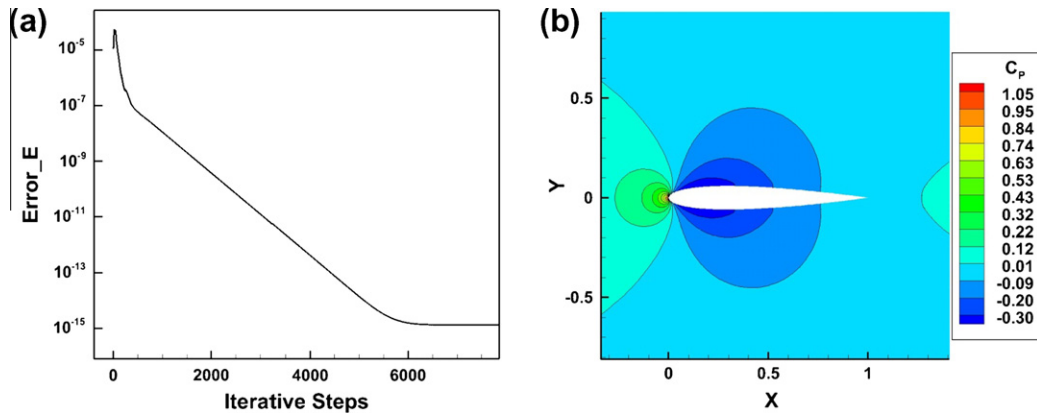 (a)
Error_E
10⁻⁵
10⁻⁷
10⁻⁹
10⁻¹¹
10⁻¹³
10⁻¹⁵
0 2000 4000 6000
Iterative Steps
(b)
Y
0.5
0
-0.5
0 0.5 1
X
C_P
1.05
0.95
0.84
0.74
0.63
0.53
0.43
0.32
0.22
0.12
0.01
-0.09
-0.20
-0.30